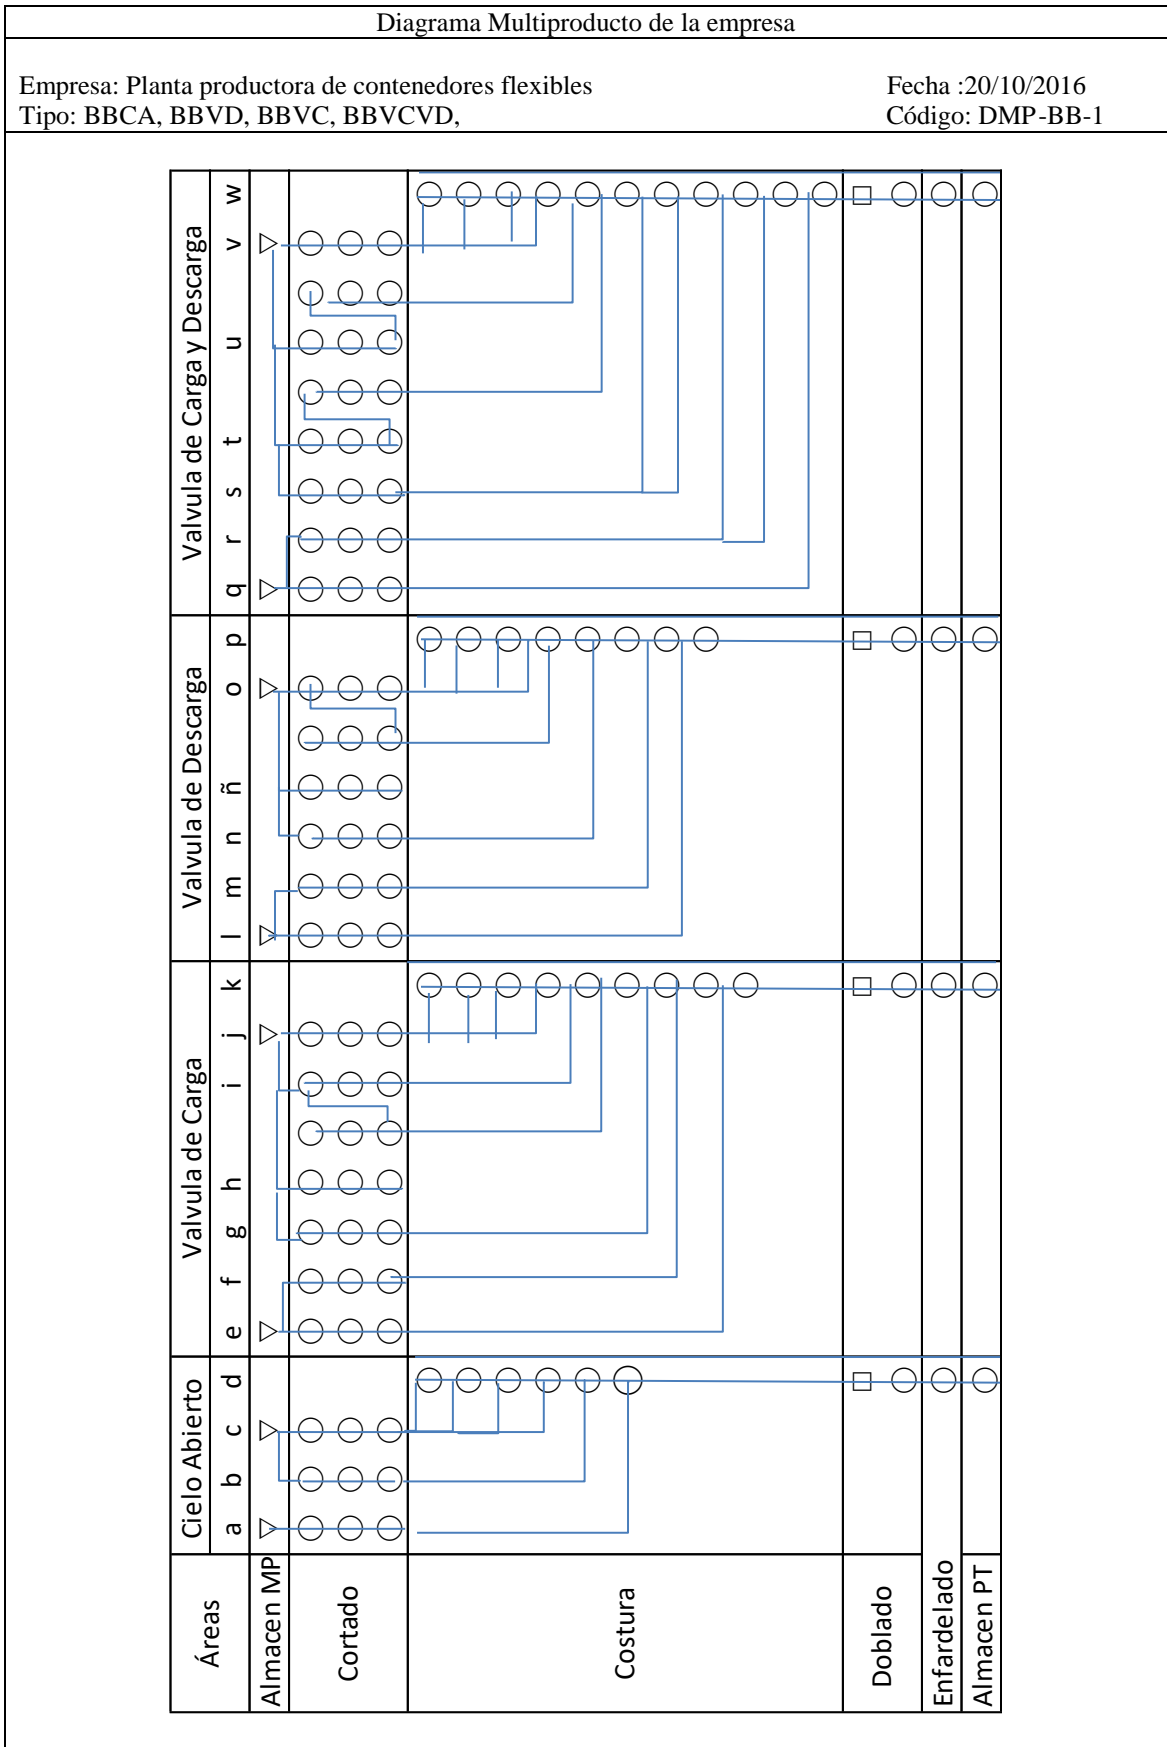 Diagrama Multiproducto de la empresa
Empresa: Planta productora de contenedores flexibles Fecha :20/10/2016
Tipo: BBCA, BBVD, BBVC, BBVCVD, Código: DMP-BB-1
Áreas
Cielo Abierto
Valvula de Carga
Valvula de Descarga
Valvula de Carga y Descarga
a b c d e f g h i j k l m n ñ o p q r s t u v w
Almacen MP
Cortado
Costura
Doblado
Enfardelado
Almacen PT